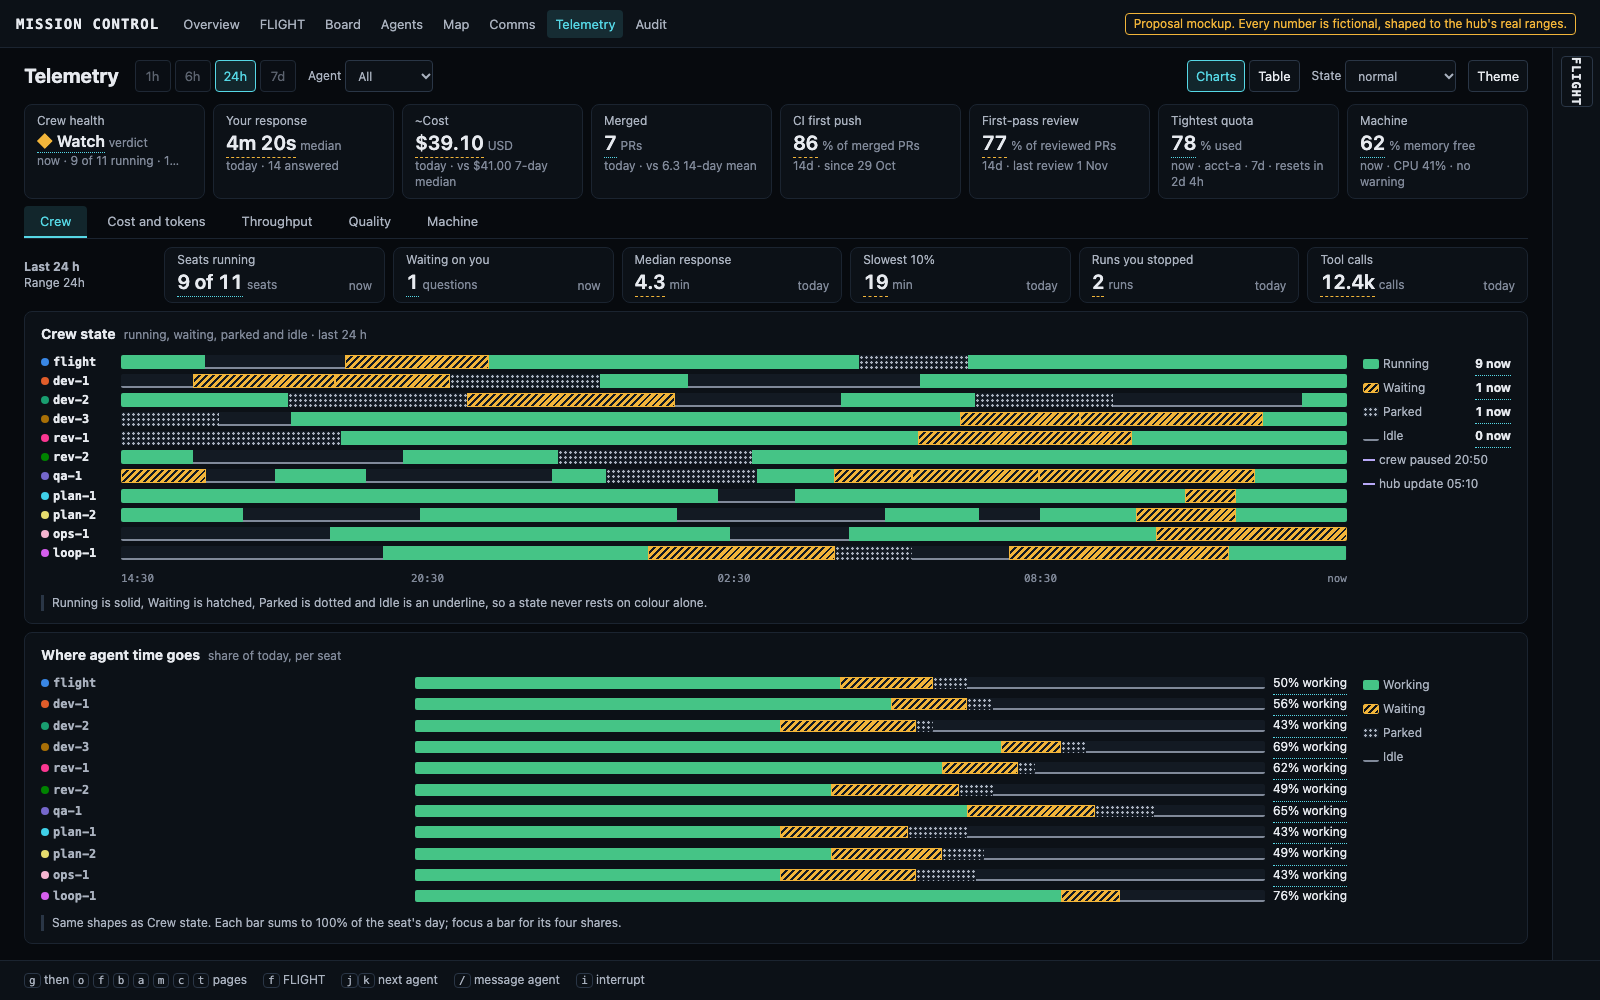 MISSION CONTROL Overview FLIGHT Board Agents Map Comms Telemetry Audit Proposal mockup. Every number is fictional, shaped to the hub's real ranges.
FLIGHT
Telemetry 1h 6h 24h 7d Agent All Charts Table State normal Theme
Crew health
Watch verdict
now · 9 of 11 running · 1...
Your response
4m 20s median
today · 14 answered
~Cost
$39.10 USD
today · vs $41.00 7-day
median
Merged
7 PRs
today · vs 6.3 14-day mean
CI first push
86 % of merged PRs
14d · since 29 Oct
First-pass review
77 % of reviewed PRs
14d · last review 1 Nov
Tightest quota
78 % used
now · acct-a · 7d · resets in
2d 4h
Machine
62 % memory free
now · CPU 41% · no
warning
Crew Cost and tokens Throughput Quality Machine
Last 24 h
Range 24h
Seats running
9 of 11 seats now
Waiting on you
1 questions now
Median response
4.3 min today
Slowest 10%
19 min today
Runs you stopped
2 runs today
Tool calls
12.4k calls today
Crew state running, waiting, parked and idle · last 24 h
flight
dev-1
dev-2
dev-3
rev-1
rev-2
qa-1
plan-1
plan-2
ops-1
loop-1
14:30 20:30 02:30 08:30 now
Running 9 now
Waiting 1 now
Parked 1 now
Idle 0 now
crew paused 20:50
hub update 05:10
Running is solid, Waiting is hatched, Parked is dotted and Idle is an underline, so a state never rests on colour alone.
Where agent time goes share of today, per seat
flight 50% working
dev-1 56% working
dev-2 43% working
dev-3 69% working
rev-1 62% working
rev-2 49% working
qa-1 65% working
plan-1 43% working
plan-2 49% working
ops-1 43% working
loop-1 76% working
Working
Waiting
Parked
Idle
Same shapes as Crew state. Each bar sums to 100% of the seat's day; focus a bar for its four shares.
g then o f b a m c t pages f FLIGHT j k next agent / message agent i interrupt